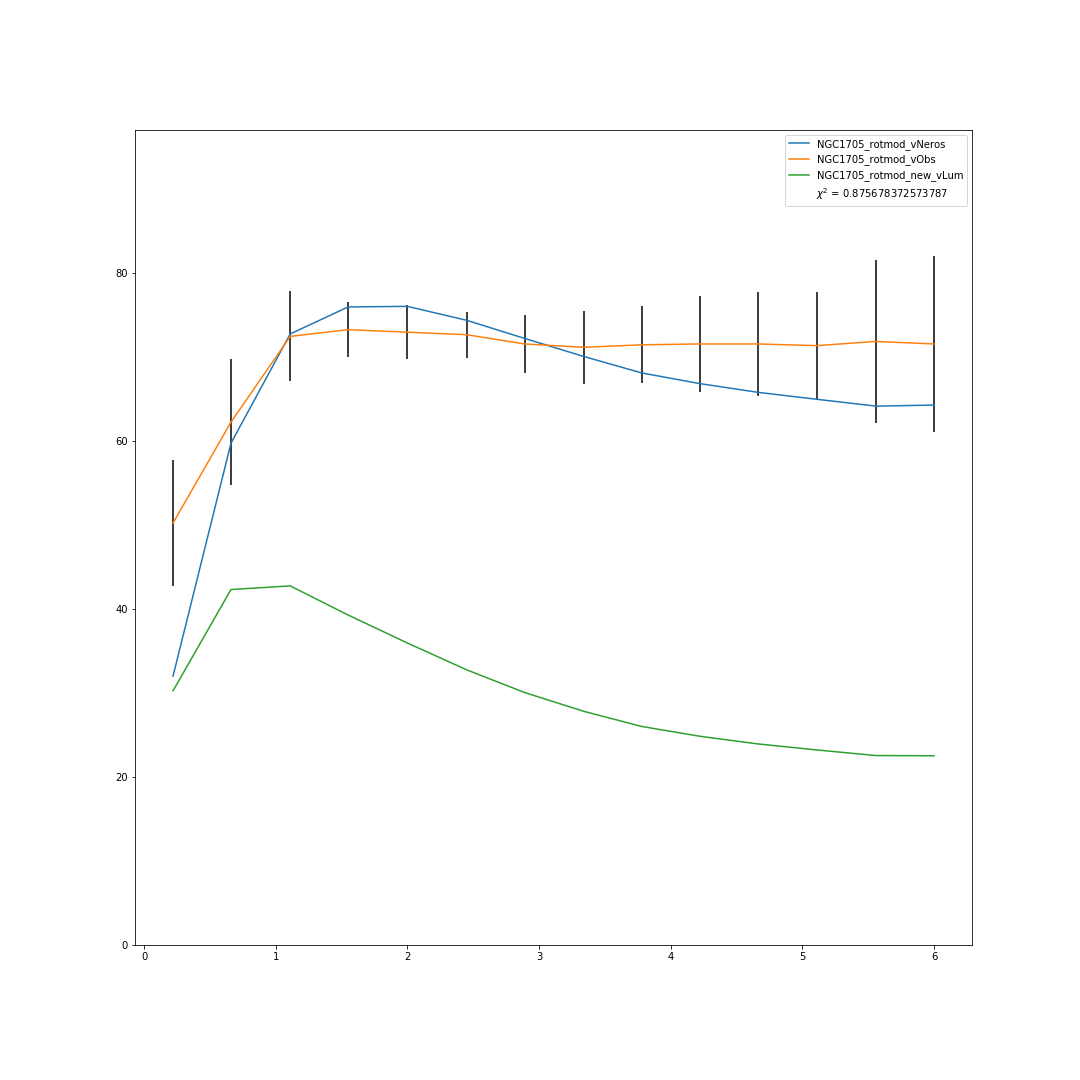 NGC1705_rotmod_vNeros
NGC1705_rotmod_vObs
NGC1705_rotmod_new_vLum
χ² = 0.875678372573787
80
60
40
20
0
0 1 2 3 4 5 6